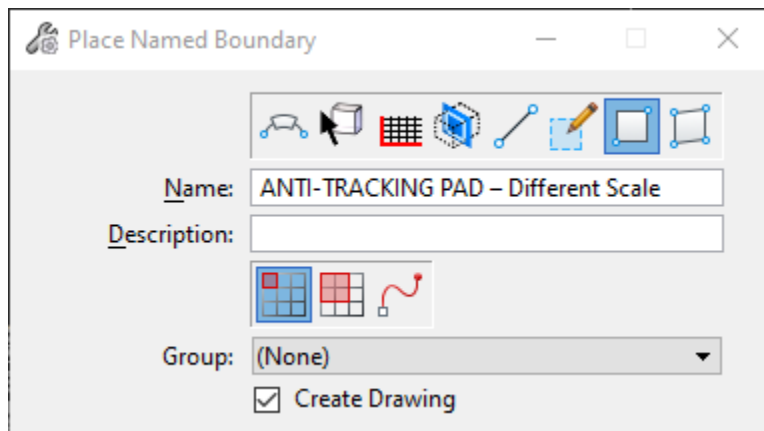 Place Named Boundary
Name: ANTI-TRACKING PAD – Different Scale
Description:
Group: (None)
Create Drawing